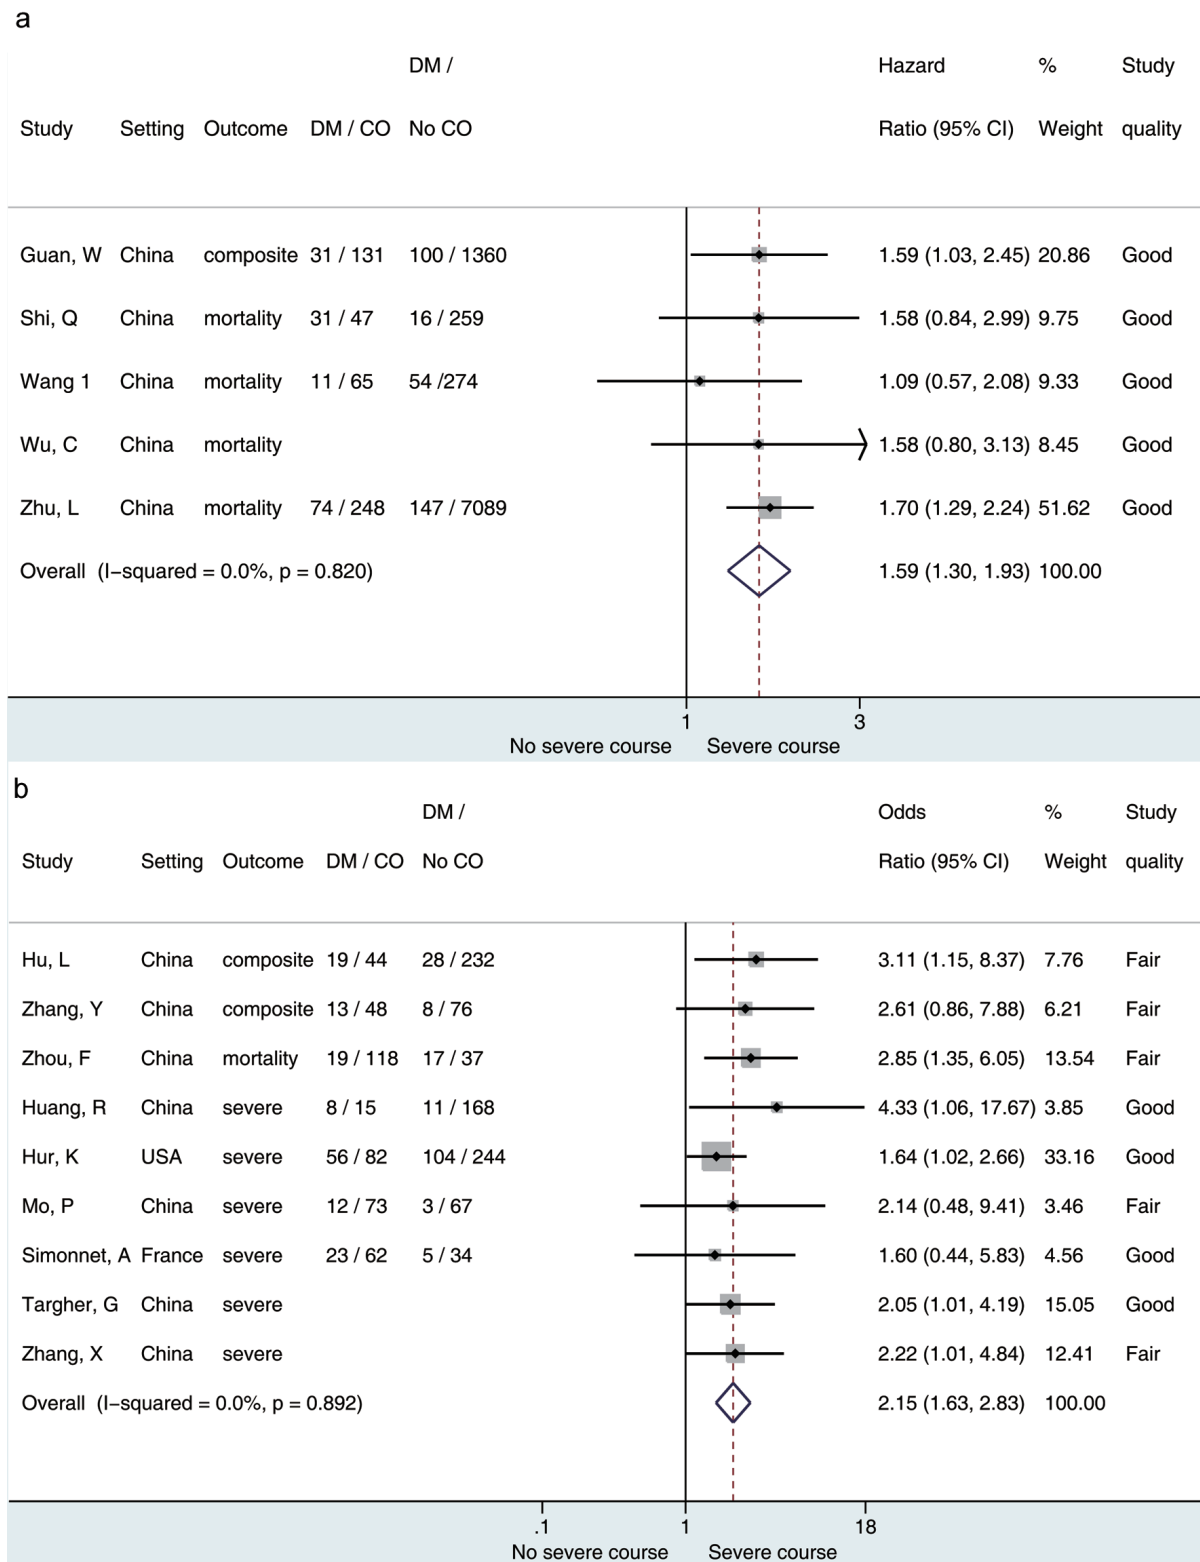 a
DM / Hazard % Study
Study Setting Outcome DM / CO No CO Ratio (95% CI) Weight quality
Guan, W China composite 31 / 131 100 / 1360 1.59 (1.03, 2.45) 20.86 Good
Shi, Q China mortality 31 / 47 16 / 259 1.58 (0.84, 2.99) 9.75 Good
Wang 1 China mortality 11 / 65 54 /274 1.09 (0.57, 2.08) 9.33 Good
Wu, C China mortality 1.58 (0.80, 3.13) 8.45 Good
Zhu, L China mortality 74 / 248 147 / 7089 1.70 (1.29, 2.24) 51.62 Good
Overall (I−squared = 0.0%, p = 0.820) 1.59 (1.30, 1.93) 100.00
1 3
No severe course Severe course
b
DM / Odds % Study
Study Setting Outcome DM / CO No CO Ratio (95% CI) Weight quality
Hu, L China composite 19 / 44 28 / 232 3.11 (1.15, 8.37) 7.76 Fair
Zhang, Y China composite 13 / 48 8 / 76 2.61 (0.86, 7.88) 6.21 Fair
Zhou, F China mortality 19 / 118 17 / 37 2.85 (1.35, 6.05) 13.54 Fair
Huang, R China severe 8 / 15 11 / 168 4.33 (1.06, 17.67) 3.85 Good
Hur, K USA severe 56 / 82 104 / 244 1.64 (1.02, 2.66) 33.16 Good
Mo, P China severe 12 / 73 3 / 67 2.14 (0.48, 9.41) 3.46 Fair
Simonnet, A France severe 23 / 62 5 / 34 1.60 (0.44, 5.83) 4.56 Good
Targher, G China severe 2.05 (1.01, 4.19) 15.05 Good
Zhang, X China severe 2.22 (1.01, 4.84) 12.41 Fair
Overall (I−squared = 0.0%, p = 0.892) 2.15 (1.63, 2.83) 100.00
.1 1 18
No severe course Severe course